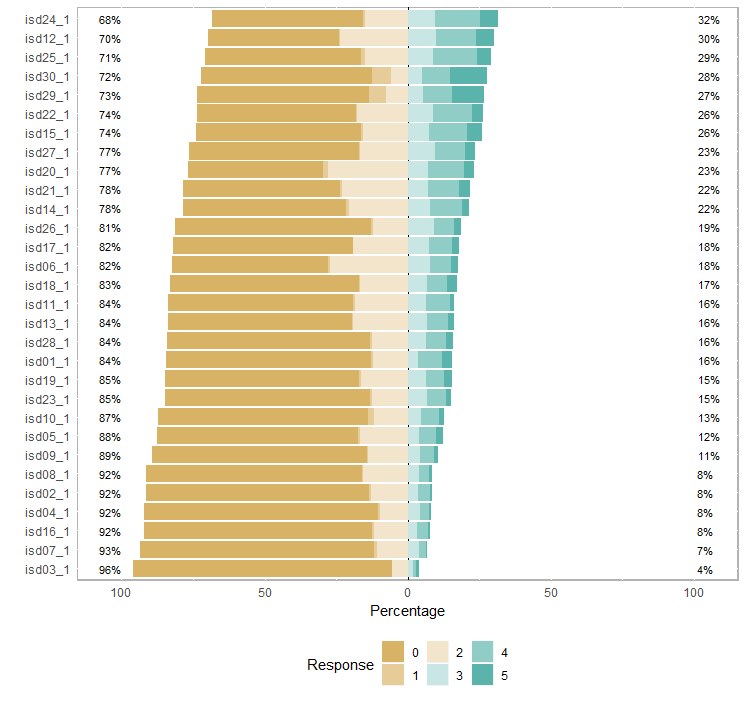 isd24_1 68% 32%
isd12_1 70% 30%
isd25_1 71% 29%
isd30_1 72% 28%
isd29_1 73% 27%
isd22_1 74% 26%
isd15_1 74% 26%
isd27_1 77% 23%
isd20_1 77% 23%
isd21_1 78% 22%
isd14_1 78% 22%
isd26_1 81% 19%
isd17_1 82% 18%
isd06_1 82% 18%
isd18_1 83% 17%
isd11_1 84% 16%
isd13_1 84% 16%
isd28_1 84% 16%
isd01_1 84% 16%
isd19_1 85% 15%
isd23_1 85% 15%
isd10_1 87% 13%
isd05_1 88% 12%
isd09_1 89% 11%
isd08_1 92% 8%
isd02_1 92% 8%
isd04_1 92% 8%
isd16_1 92% 8%
isd07_1 93% 7%
isd03_1 96% 4%
100 50 0 50 100
Percentage
Response
0 2 4
1 3 5